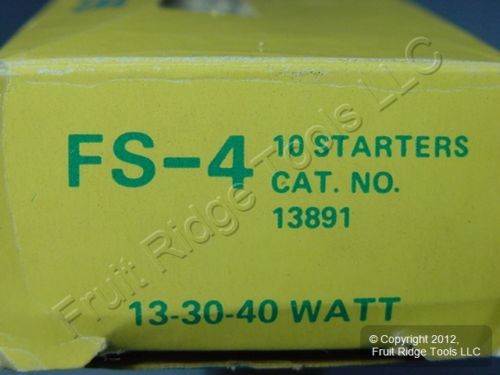 FS-4
10 STARTERS
CAT. NO.
13891
13-30-40 WATT
Fruit Ridge Tools LLC
© Copyright 2012,
Fruit Ridge Tools LLC